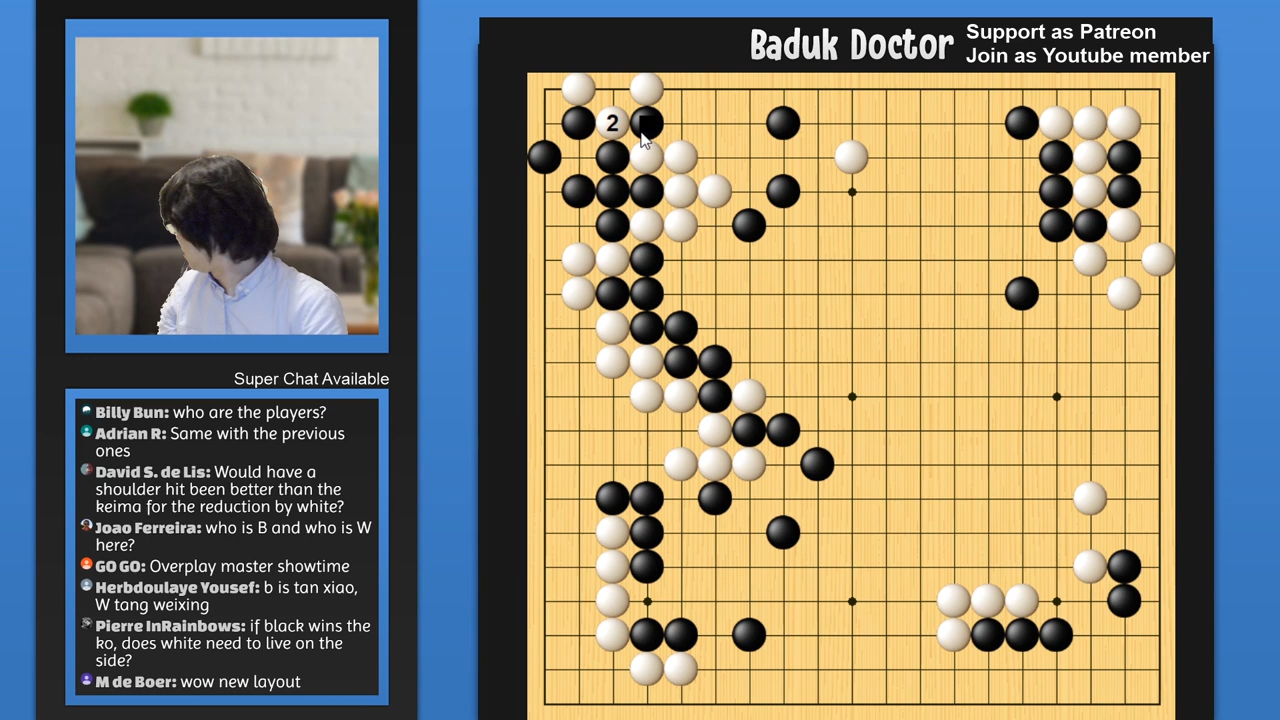 Baduk Doctor
Support as Patreon
Join as Youtube member
2
Super Chat Available
Billy Bun: who are the players?
Adrian R: Same with the previous
ones
David S. de Lis: Would have a
shoulder hit been better than the
keima for the reduction by white?
Joao Ferreira: who is B and who is W
here?
GO GO: Overplay master showtime
Herbdoulaye Yousef: b is tan xiao,
W tang weixing
Pierre InRainbows: if black wins the
ko, does white need to live on the
side?
M de Boer: wow new layout